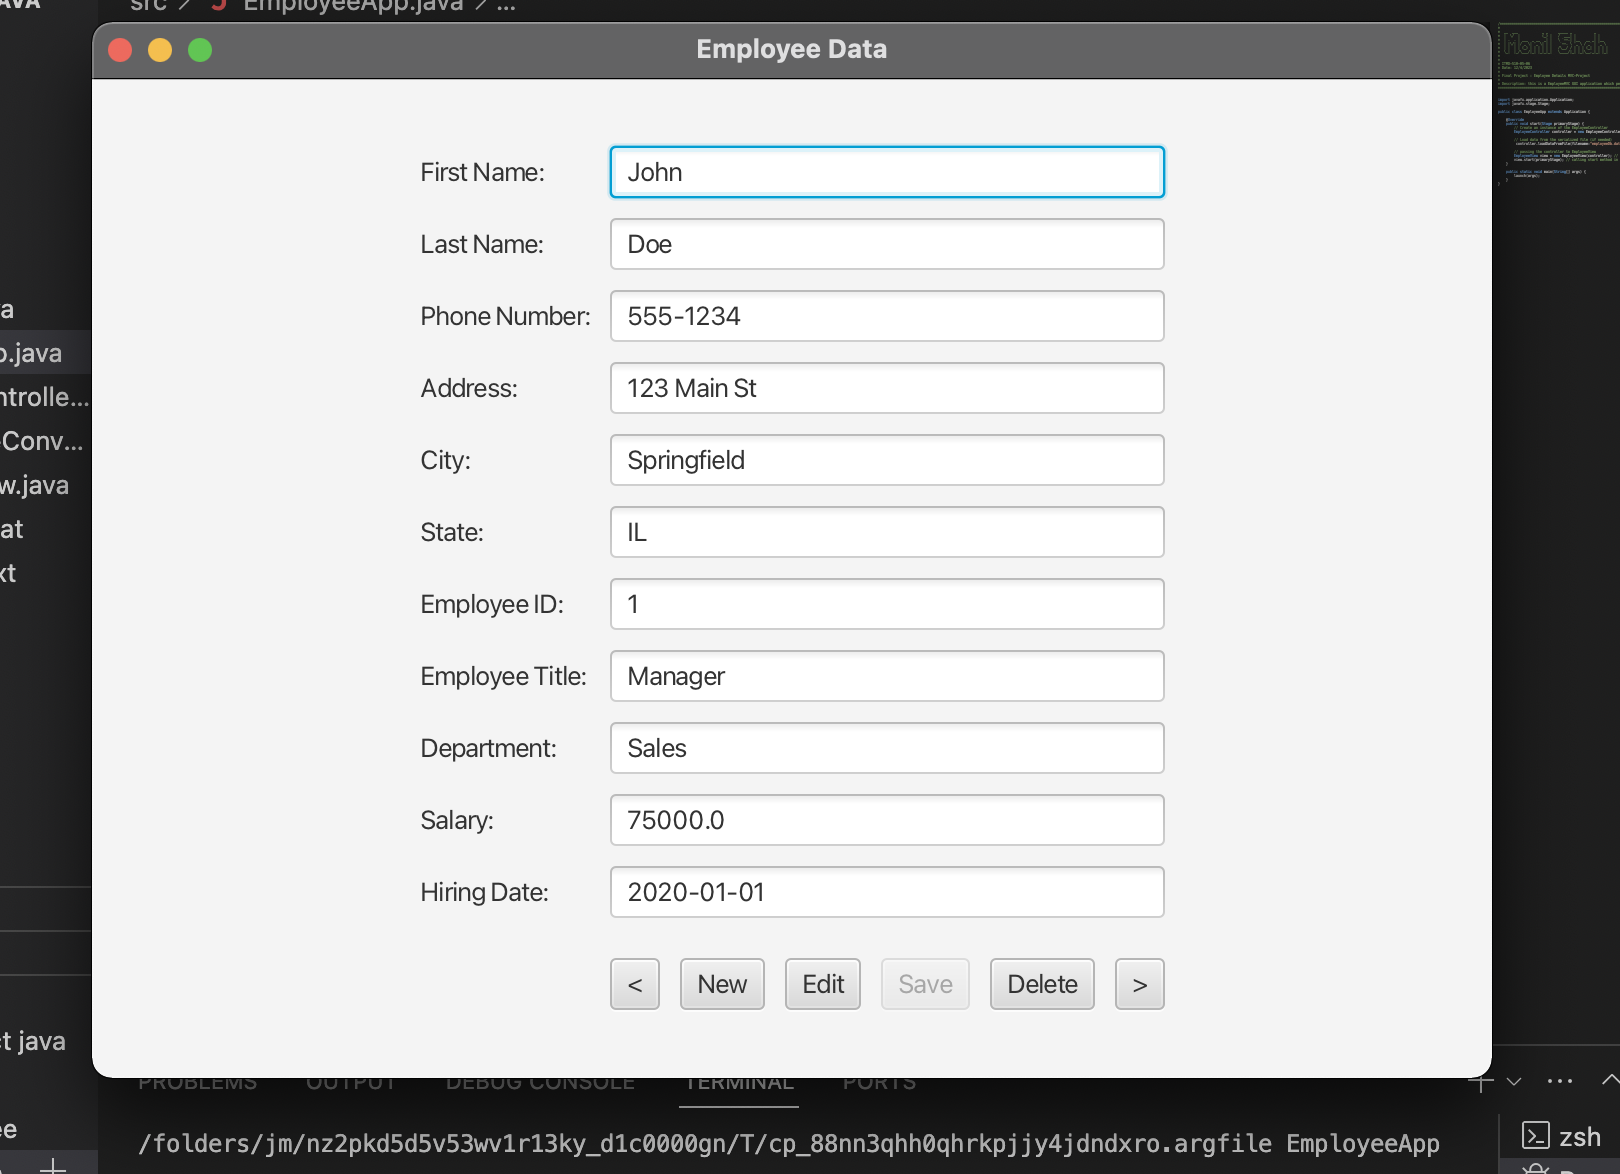 src > J EmployeeApp.java > ...
Employee Data
Monil Shah
First Name: John
Last Name: Doe
Phone Number: 555-1234
Address: 123 Main St
City: Springfield
State: IL
Employee ID: 1
Employee Title: Manager
Department: Sales
Salary: 75000.0
Hiring Date: 2020-01-01
< New Edit Save Delete >
AVA
va
p.java
ntrolle...
Conv...
w.java
at
xt
t java
ee
PROBLEMS OUTPUT DEBUG CONSOLE TERMINAL PORTS
/folders/jm/nz2pkd5d5v53wv1r13ky_d1c0000gn/T/cp_88nn3qhh0qhrkpjjy4jdndxro.argfile EmployeeApp
zsh